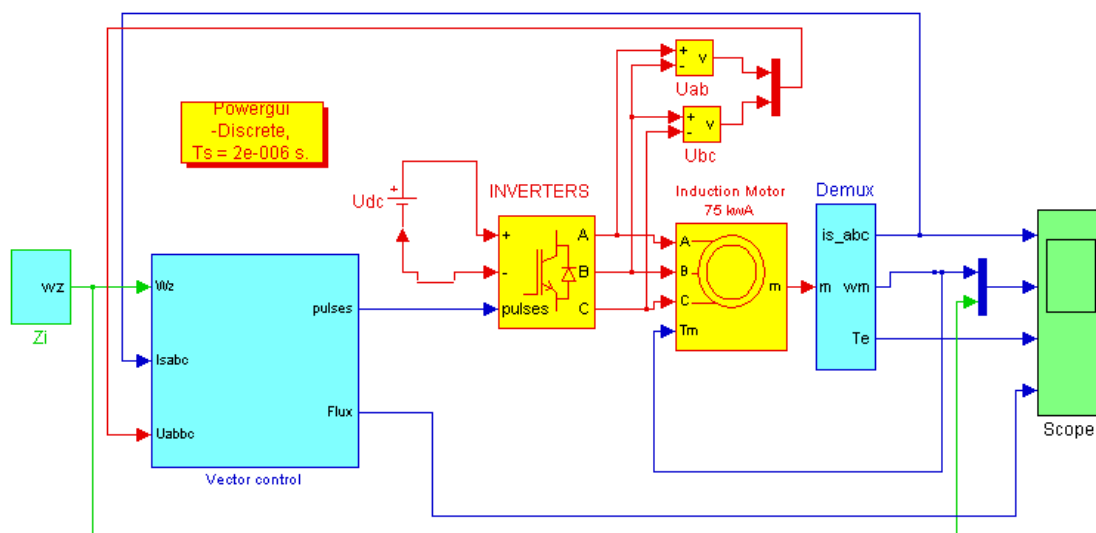 Powergui
-Discrete,
Ts = 2e-006 s.
+
-
v
Uab
+
-
v
Ubc
Udc
+
INVERTERS
+
-
pulses
A
B
C
Induction Motor
75 kwA
A
B
C
Tm
m
Demux
m
is_abc
wm
Te
Scope
wz
Zi
Wz
Isabc
Uabbc
pulses
Flux
Vector control